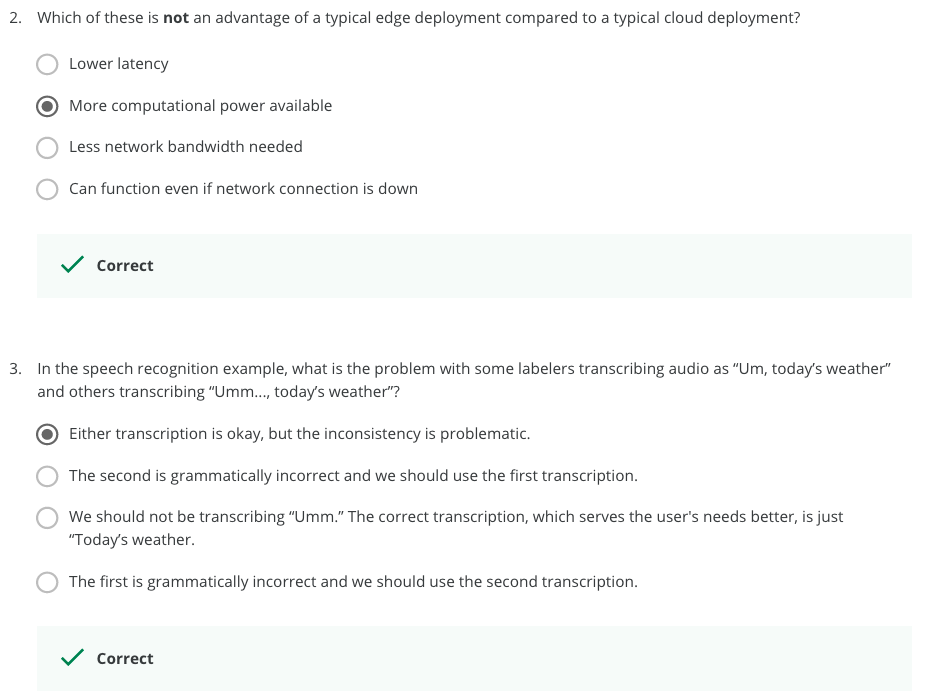 2. Which of these is not an advantage of a typical edge deployment compared to a typical cloud deployment?
Lower latency
More computational power available
Less network bandwidth needed
Can function even if network connection is down
Correct
3. In the speech recognition example, what is the problem with some labelers transcribing audio as “Um, today’s weather”
and others transcribing “Umm..., today’s weather”?
Either transcription is okay, but the inconsistency is problematic.
The second is grammatically incorrect and we should use the first transcription.
We should not be transcribing “Umm.” The correct transcription, which serves the user's needs better, is just
“Today’s weather.
The first is grammatically incorrect and we should use the second transcription.
Correct